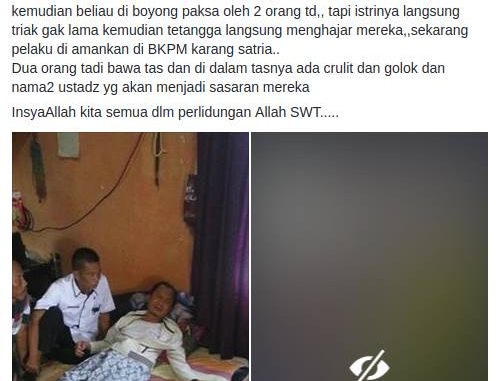 kemudian beliau di boyong paksa oleh 2 orang td,, tapi istrinya langsung
triak gak lama kemudian tetangga langsung menghajar mereka,,sekarang
pelaku di amankan di BKPM karang satria..
Dua orang tadi bawa tas dan di dalam tasnya ada crulit dan golok dan
nama2 ustadz yg akan menjadi sasaran mereka
InsyaAllah kita semua dlm perlidungan Allah SWT.....